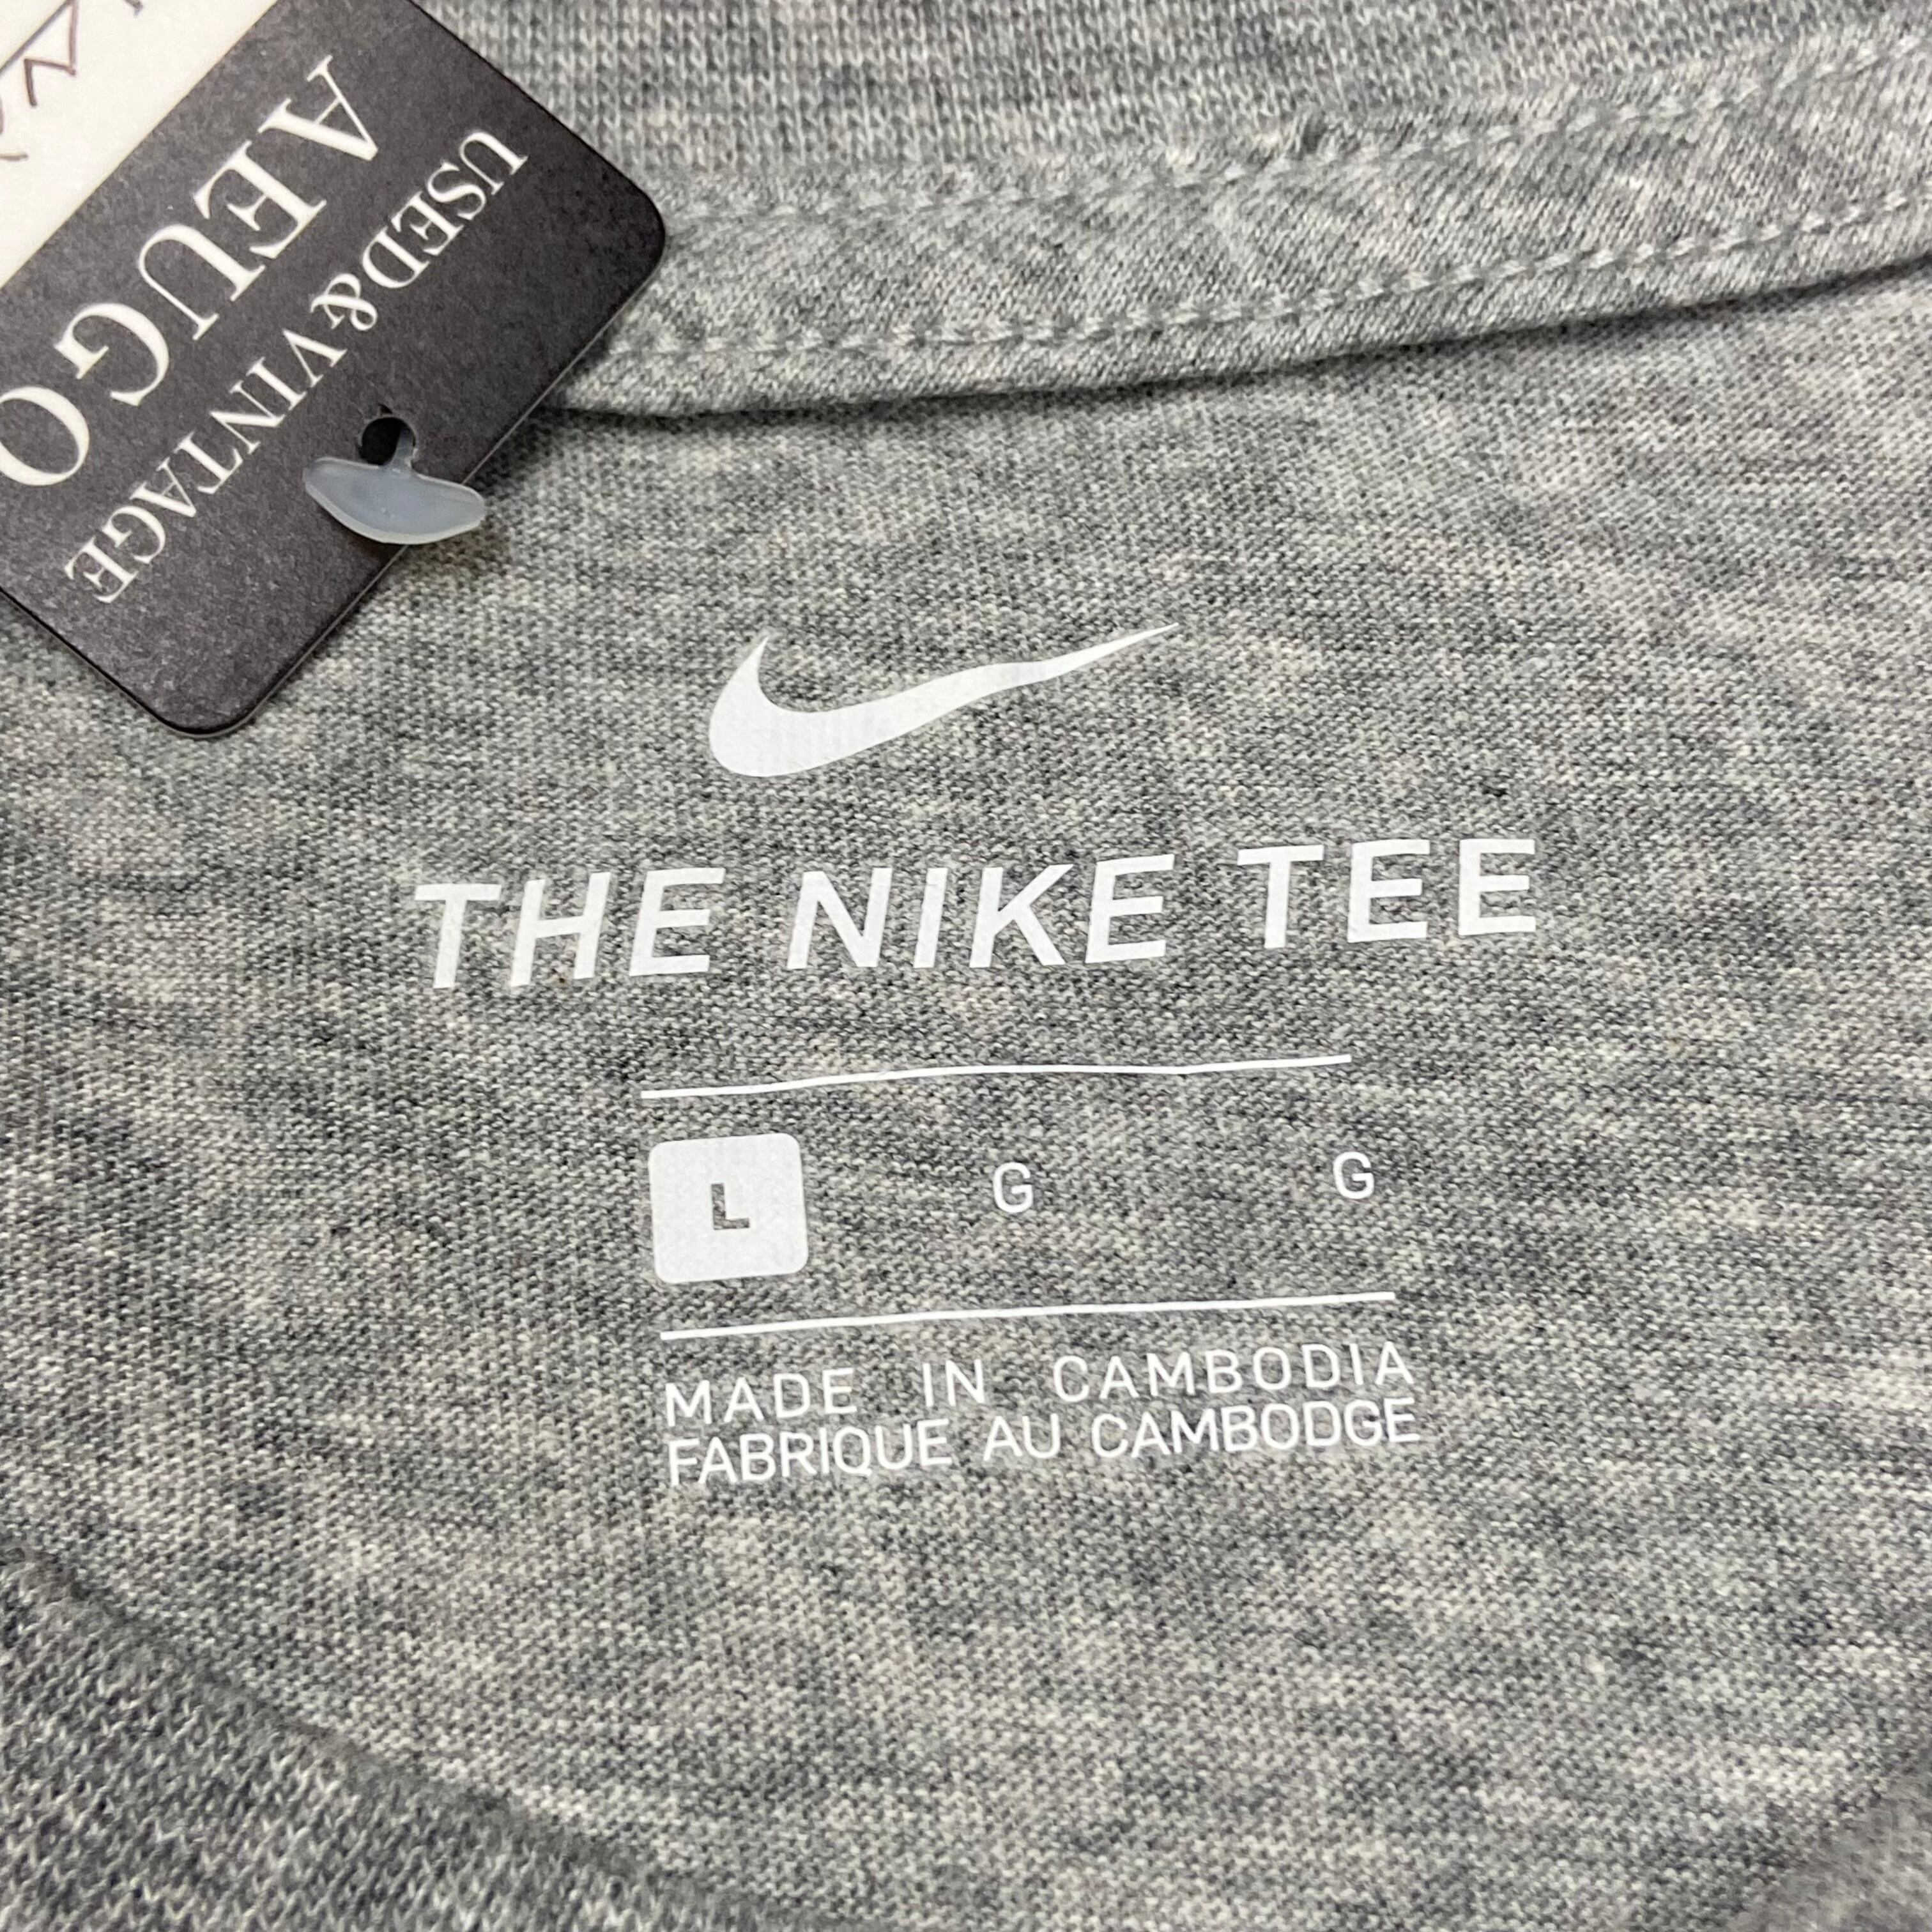 AEUGO
USED&VINTAGE
THE NIKE TEE
L G G
MADE IN CAMBODIA
FABRIQUE AU CAMBODGE